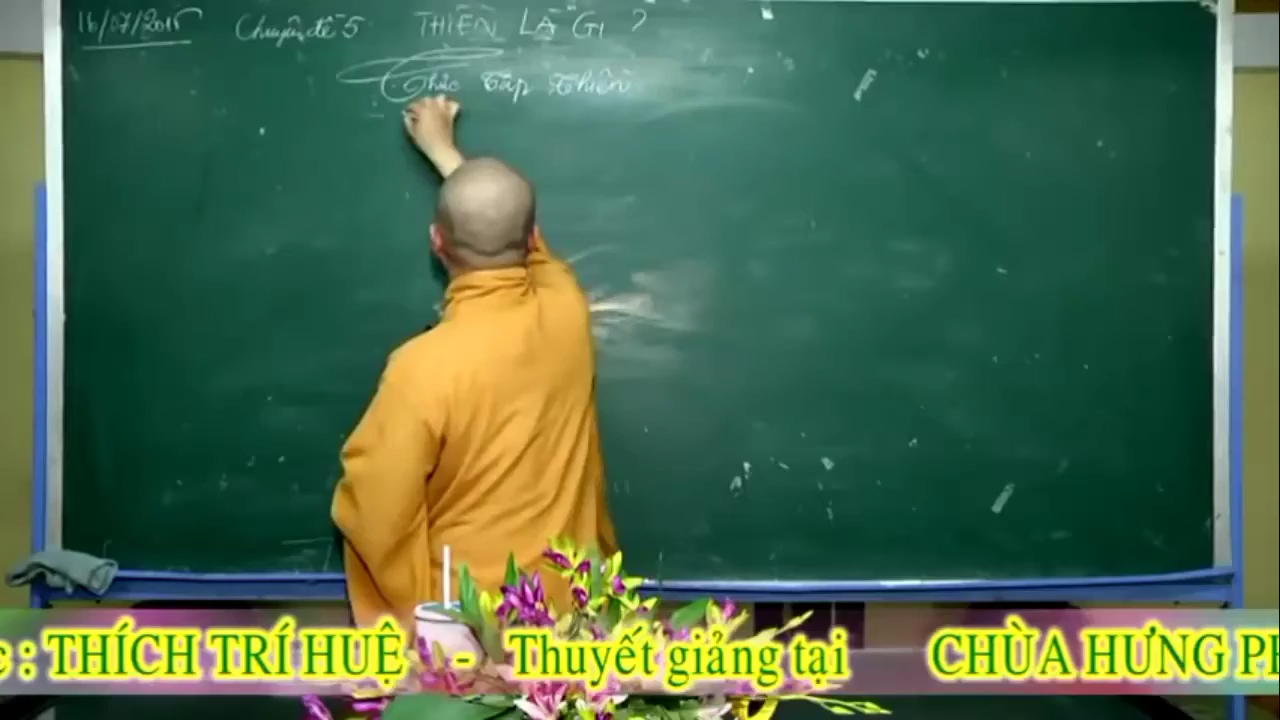 16/07/2015 Chuyên đề 5 THIỀN LÀ GÌ ?
Tập Thiền
c : THÍCH TRÍ HUỆ - Thuyết giảng tại CHÙA HƯNG PH